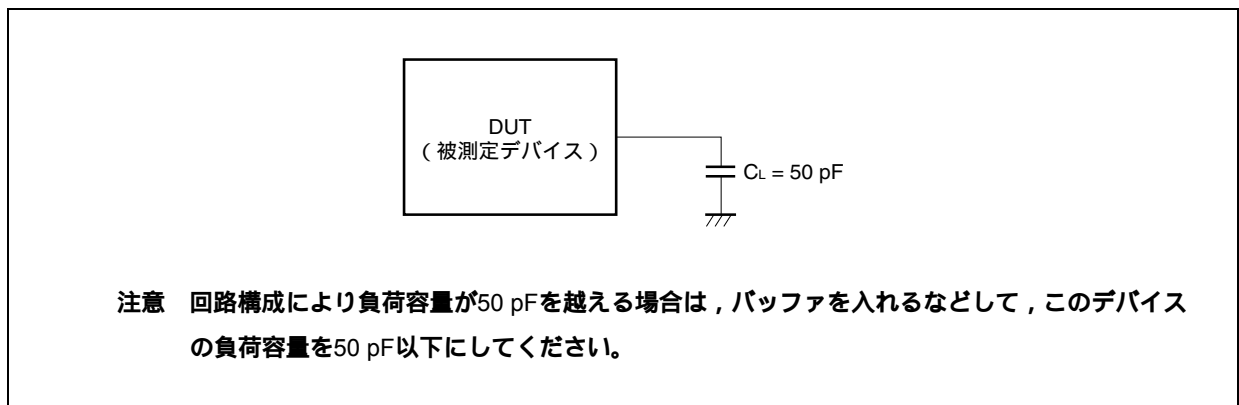 DUT
（被測定デバイス）
CL = 50 pF
注意　回路構成により負荷容量が50 pFを越える場合は，バッファを入れるなどして，このデバイス
の負荷容量を50 pF以下にしてください。